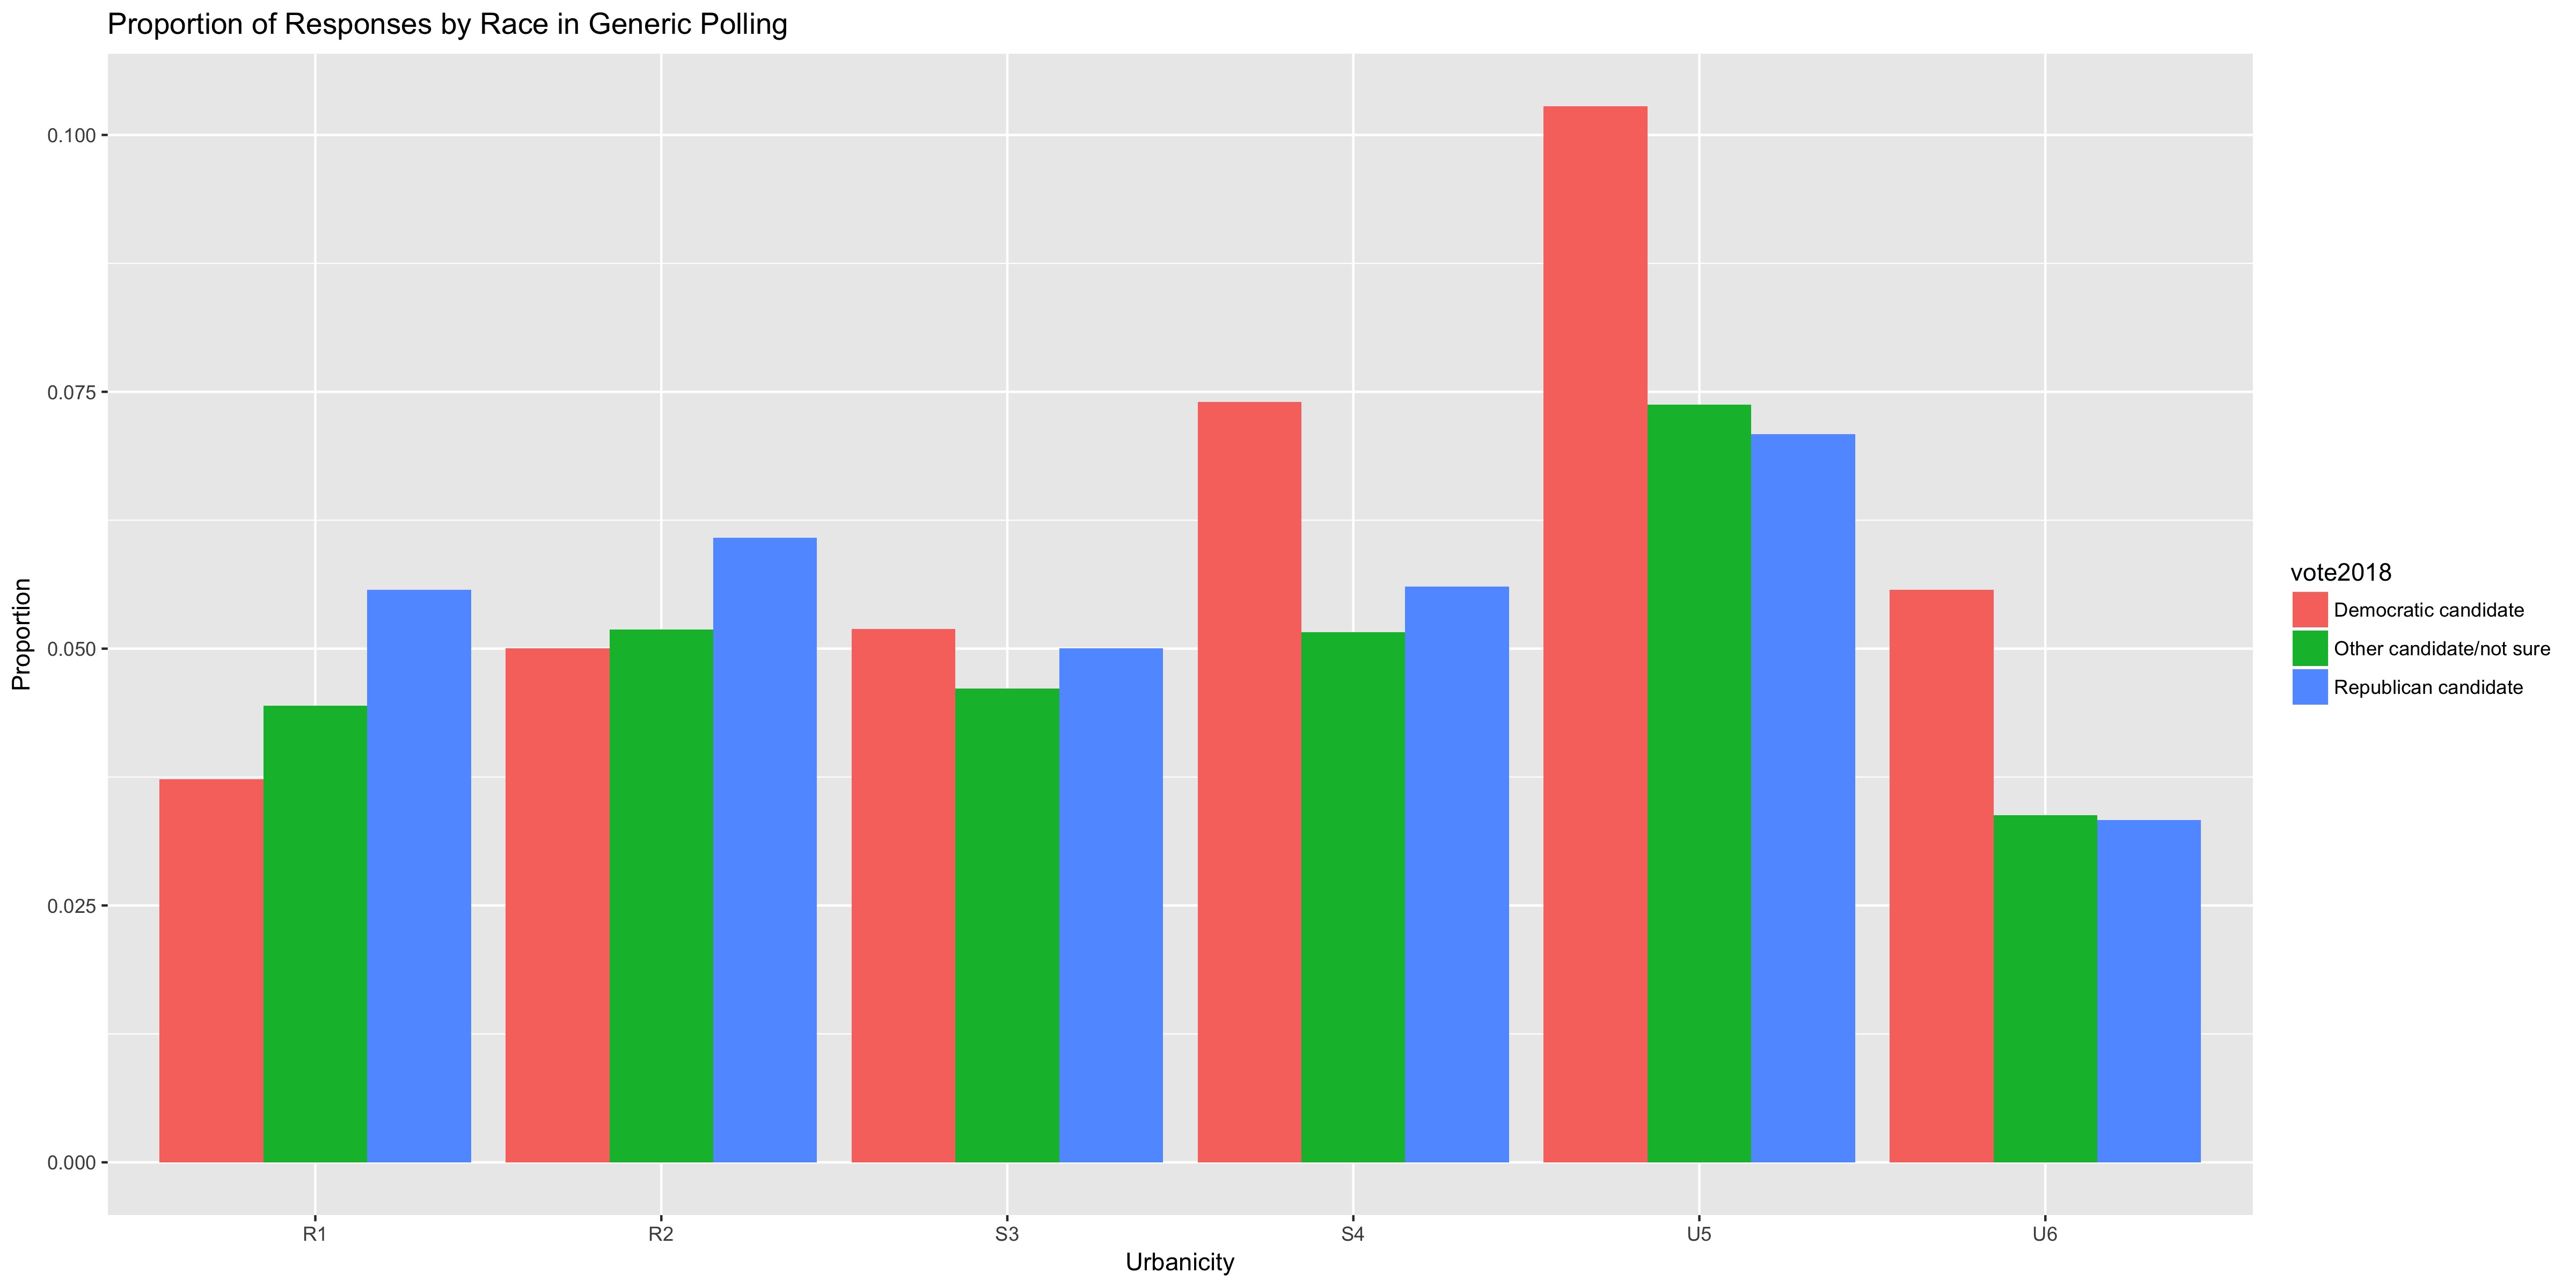 Proportion of Responses by Race in Generic Polling
0.100
0.075
0.050
0.025
0.000
Proportion
R1
R2
S3
S4
U5
U6
Urbanicity
vote2018
Democratic candidate
Other candidate/not sure
Republican candidate